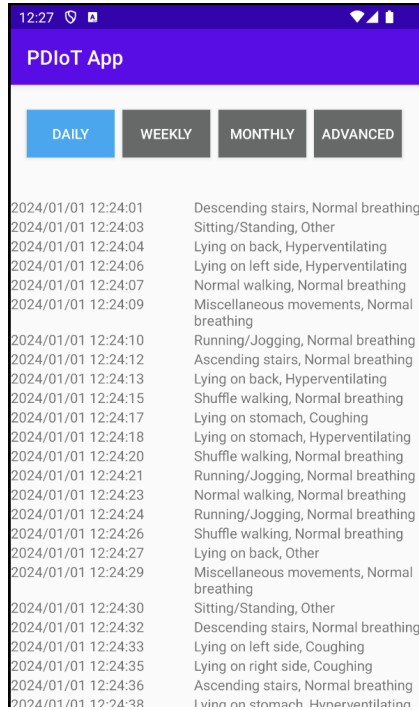 12:27 A
PDIoT App
DAILY WEEKLY MONTHLY ADVANCED
2024/01/01 12:24:01 Descending stairs, Normal breathing
2024/01/01 12:24:03 Sitting/Standing, Other
2024/01/01 12:24:04 Lying on back, Hyperventilating
2024/01/01 12:24:06 Lying on left side, Hyperventilating
2024/01/01 12:24:07 Normal walking, Normal breathing
2024/01/01 12:24:09 Miscellaneous movements, Normal
breathing
2024/01/01 12:24:10 Running/Jogging, Normal breathing
2024/01/01 12:24:12 Ascending stairs, Normal breathing
2024/01/01 12:24:13 Lying on back, Hyperventilating
2024/01/01 12:24:15 Shuffle walking, Normal breathing
2024/01/01 12:24:17 Lying on stomach, Coughing
2024/01/01 12:24:18 Lying on stomach, Hyperventilating
2024/01/01 12:24:20 Shuffle walking, Normal breathing
2024/01/01 12:24:21 Running/Jogging, Normal breathing
2024/01/01 12:24:23 Normal walking, Normal breathing
2024/01/01 12:24:24 Running/Jogging, Normal breathing
2024/01/01 12:24:26 Shuffle walking, Normal breathing
2024/01/01 12:24:27 Lying on back, Other
2024/01/01 12:24:29 Miscellaneous movements, Normal
breathing
2024/01/01 12:24:30 Sitting/Standing, Other
2024/01/01 12:24:32 Descending stairs, Normal breathing
2024/01/01 12:24:33 Lying on left side, Coughing
2024/01/01 12:24:35 Lying on right side, Coughing
2024/01/01 12:24:36 Ascending stairs, Normal breathing
2024/01/01 12:24:38 Lying on stomach, Hyperventilating